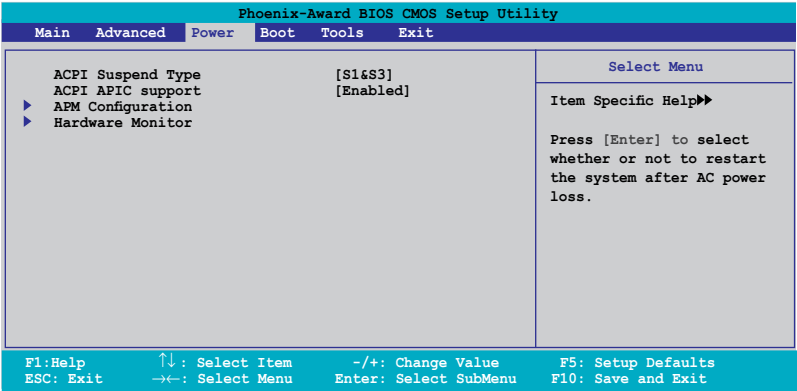 Phoenix-Award BIOS CMOS Setup Utility
Main Advanced Power Boot Tools Exit
ACPI Suspend Type [S1&S3]
ACPI APIC support [Enabled]
APM Configuration
Hardware Monitor
Select Menu
Item Specific Help
Press [Enter] to select
whether or not to restart
the system after AC power
loss.
F1:Help ↑↓: Select Item -/+: Change Value F5: Setup Defaults
ESC: Exit →←: Select Menu Enter: Select SubMenu F10: Save and Exit